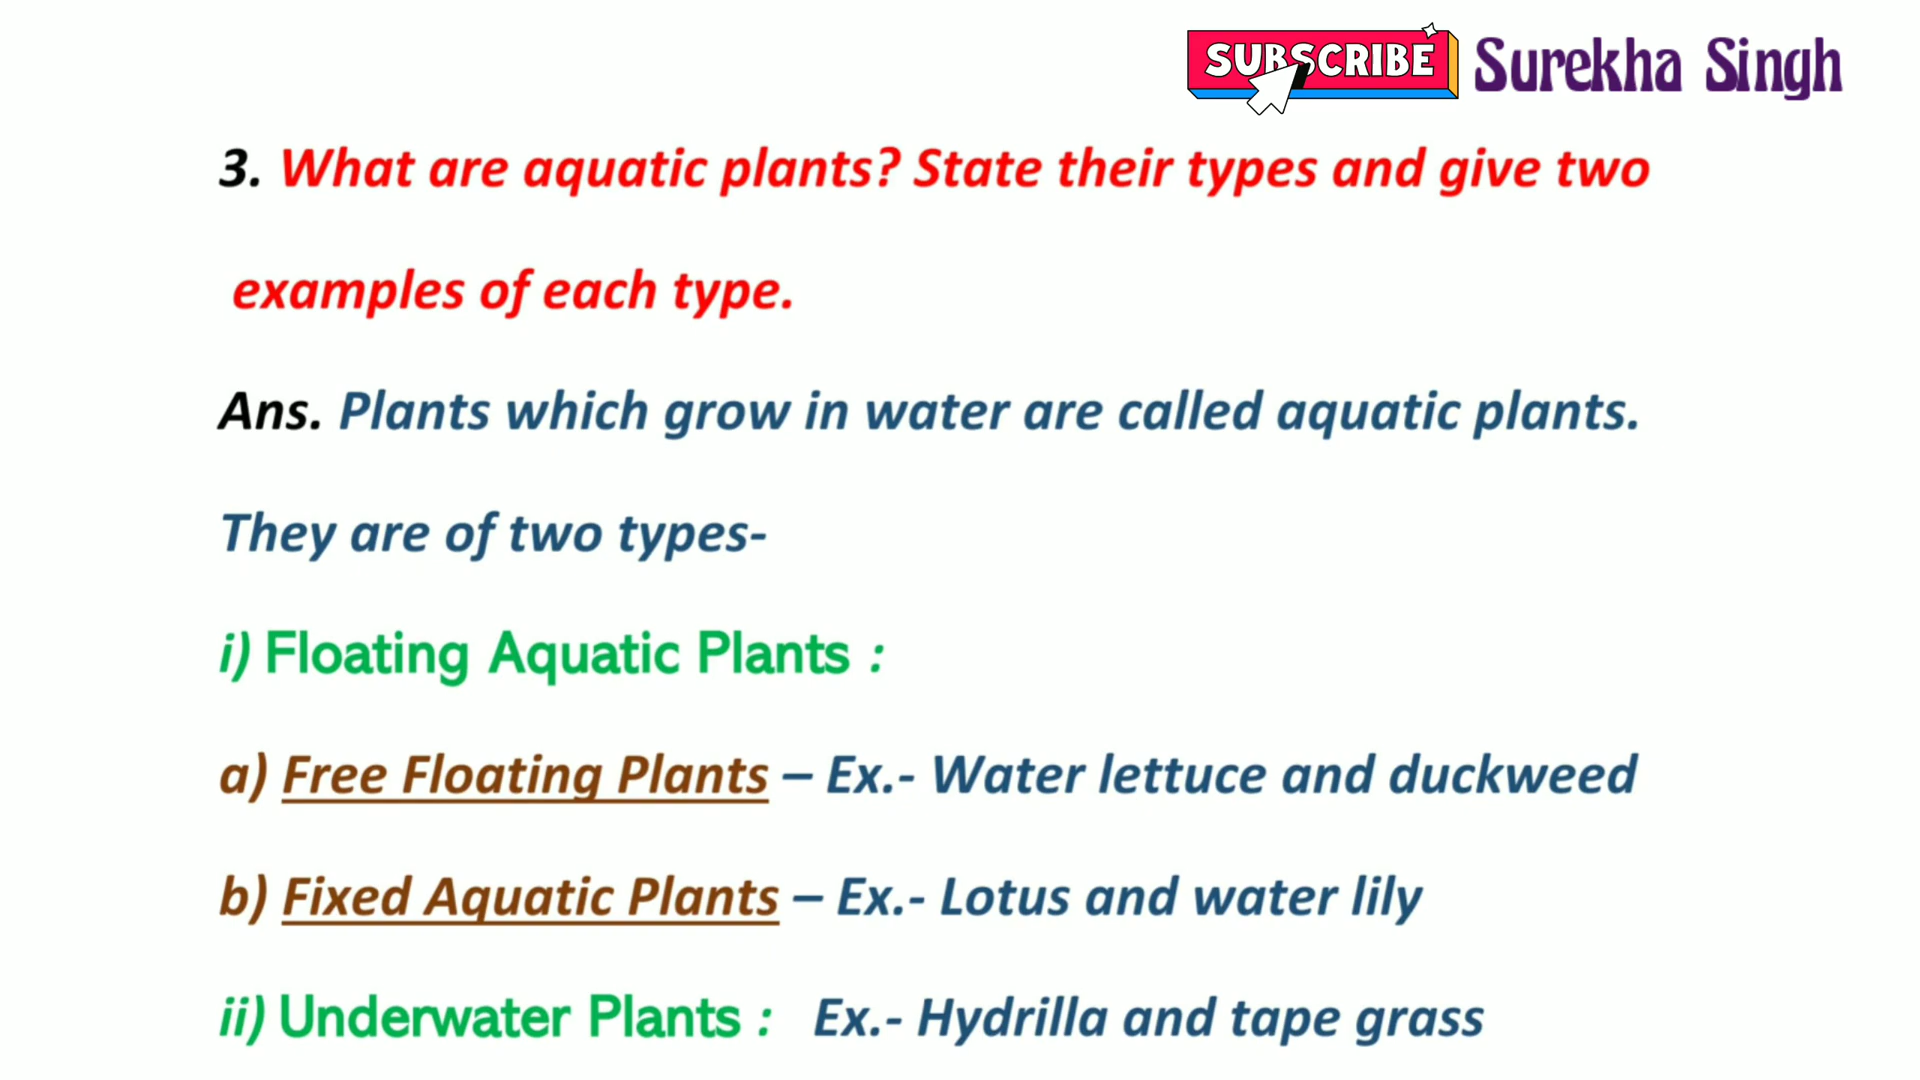 SUBSCRIBE Surekha Singh
3. What are aquatic plants? State their types and give two
examples of each type.
Ans. Plants which grow in water are called aquatic plants.
They are of two types-
i) Floating Aquatic Plants :
a) Free Floating Plants – Ex.- Water lettuce and duckweed
b) Fixed Aquatic Plants – Ex.- Lotus and water lily
ii) Underwater Plants : Ex.- Hydrilla and tape grass